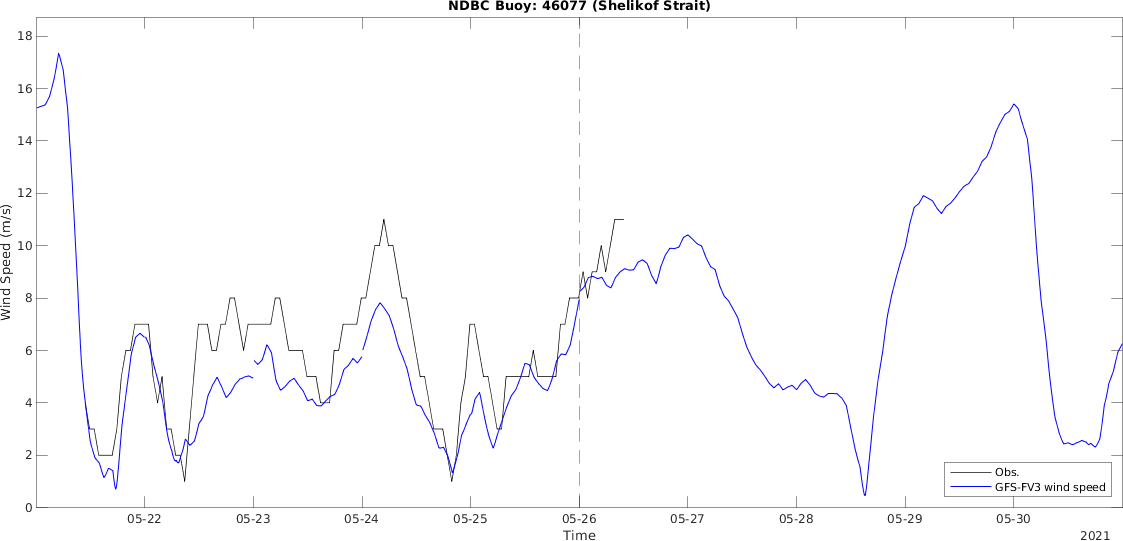 NDBC Buoy: 46077 (Shelikof Strait)
18
16
14
12
10
8
6
4
2
0
Wind Speed (m/s)
Obs.
GFS-FV3 wind speed
05-22 05-23 05-24 05-25 05-26 05-27 05-28 05-29 05-30
Time
2021